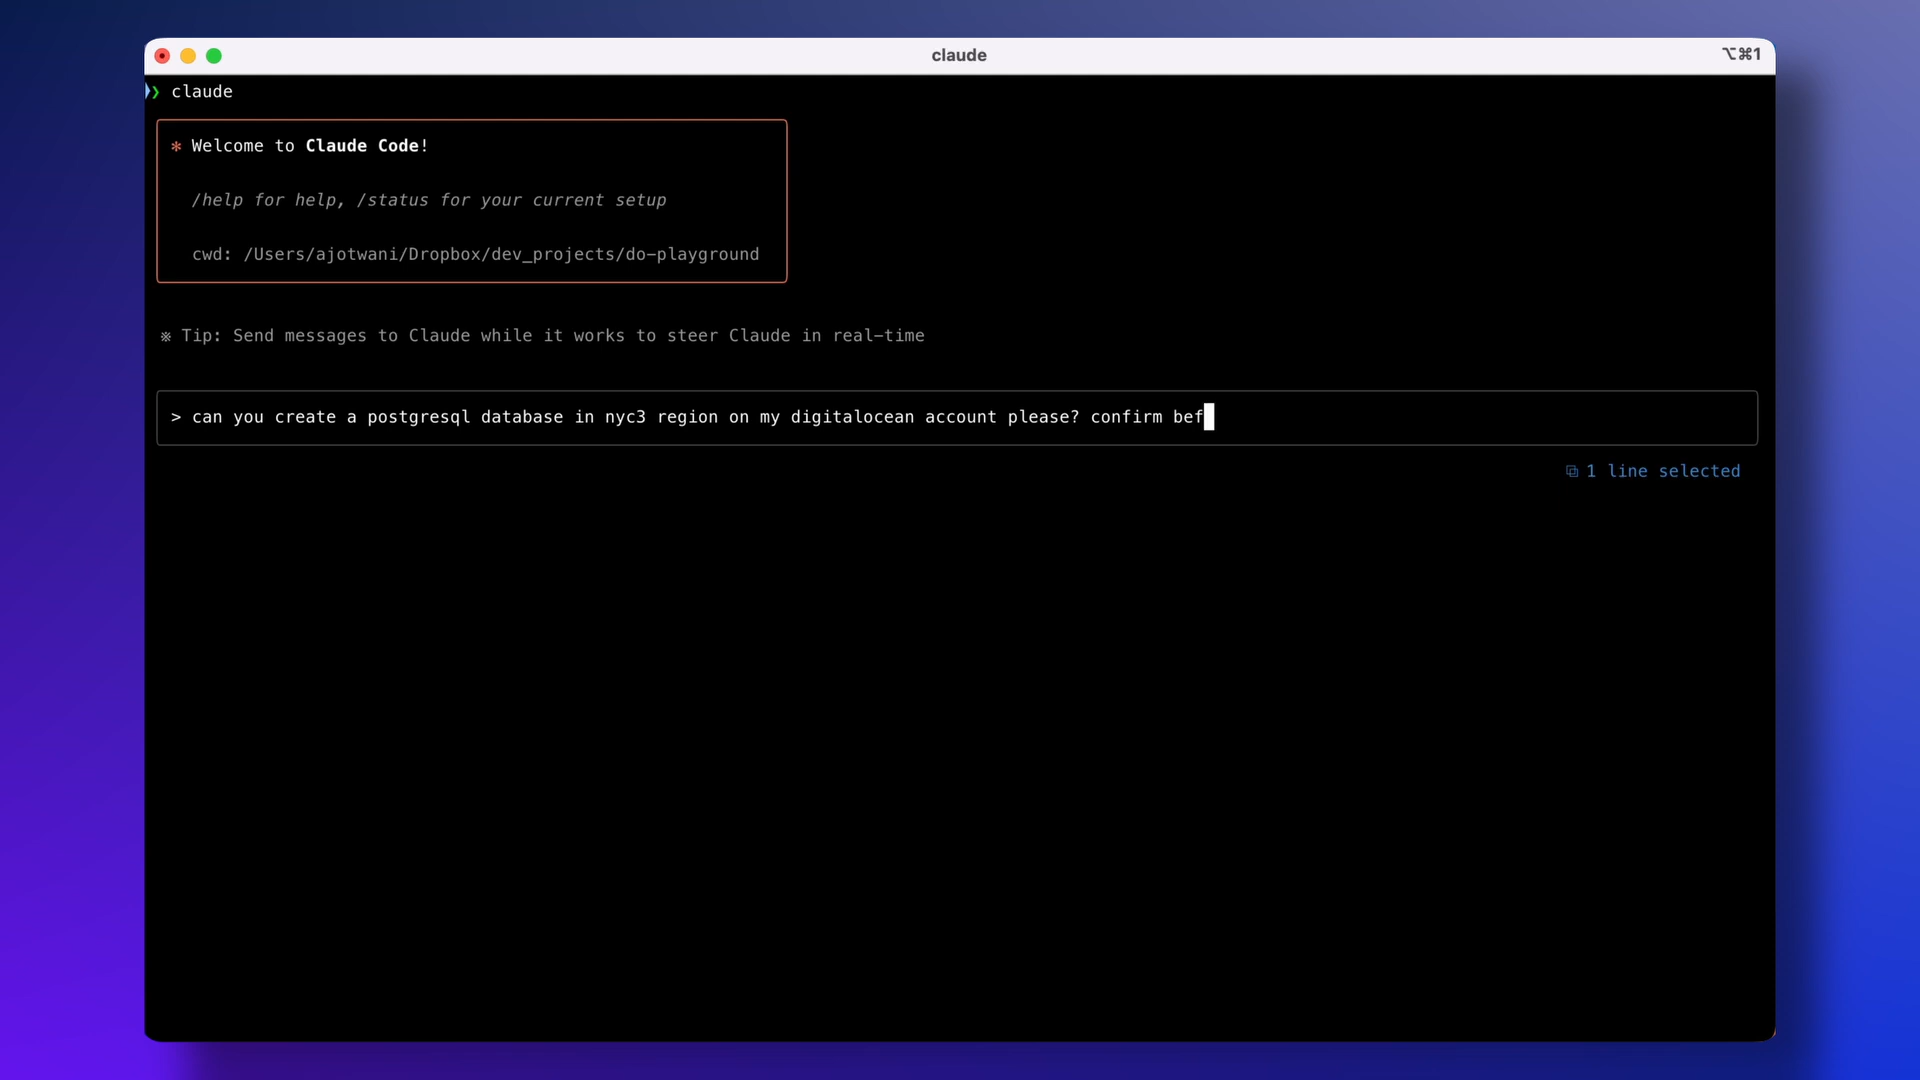 claude
⌥⌘1
❯ claude
* Welcome to Claude Code!
/help for help, /status for your current setup
cwd: /Users/ajotwani/Dropbox/dev_projects/do-playground
※ Tip: Send messages to Claude while it works to steer Claude in real-time
> can you create a postgresql database in nyc3 region on my digitalocean account please? confirm bef
⧉ 1 line selected